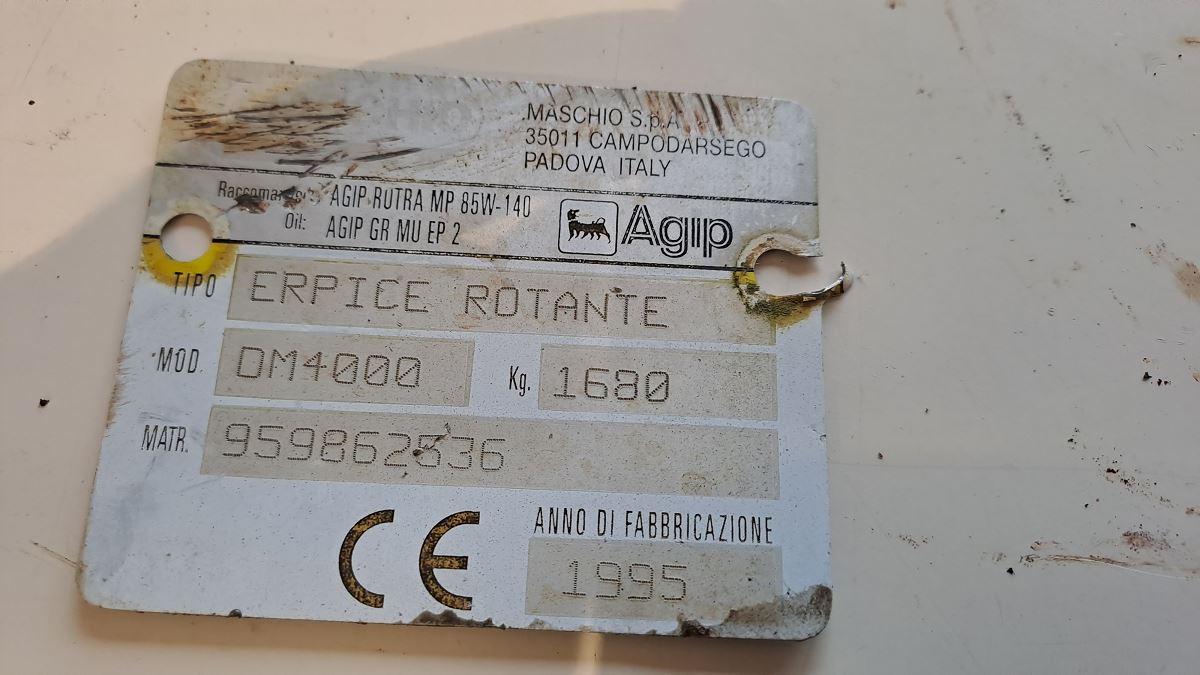 MASCHIO S.p.A
35011 CAMPODARSEGO
PADOVA ITALY
AGIP ROTRA MP 85W-140
Oil: AGIP GR MU EP 2
Agip
TIPO ERPICE ROTANTE
MOD. DM4000 Kg. 1680
MATR. 959862536
CE
ANNO DI FABBRICAZIONE
1995